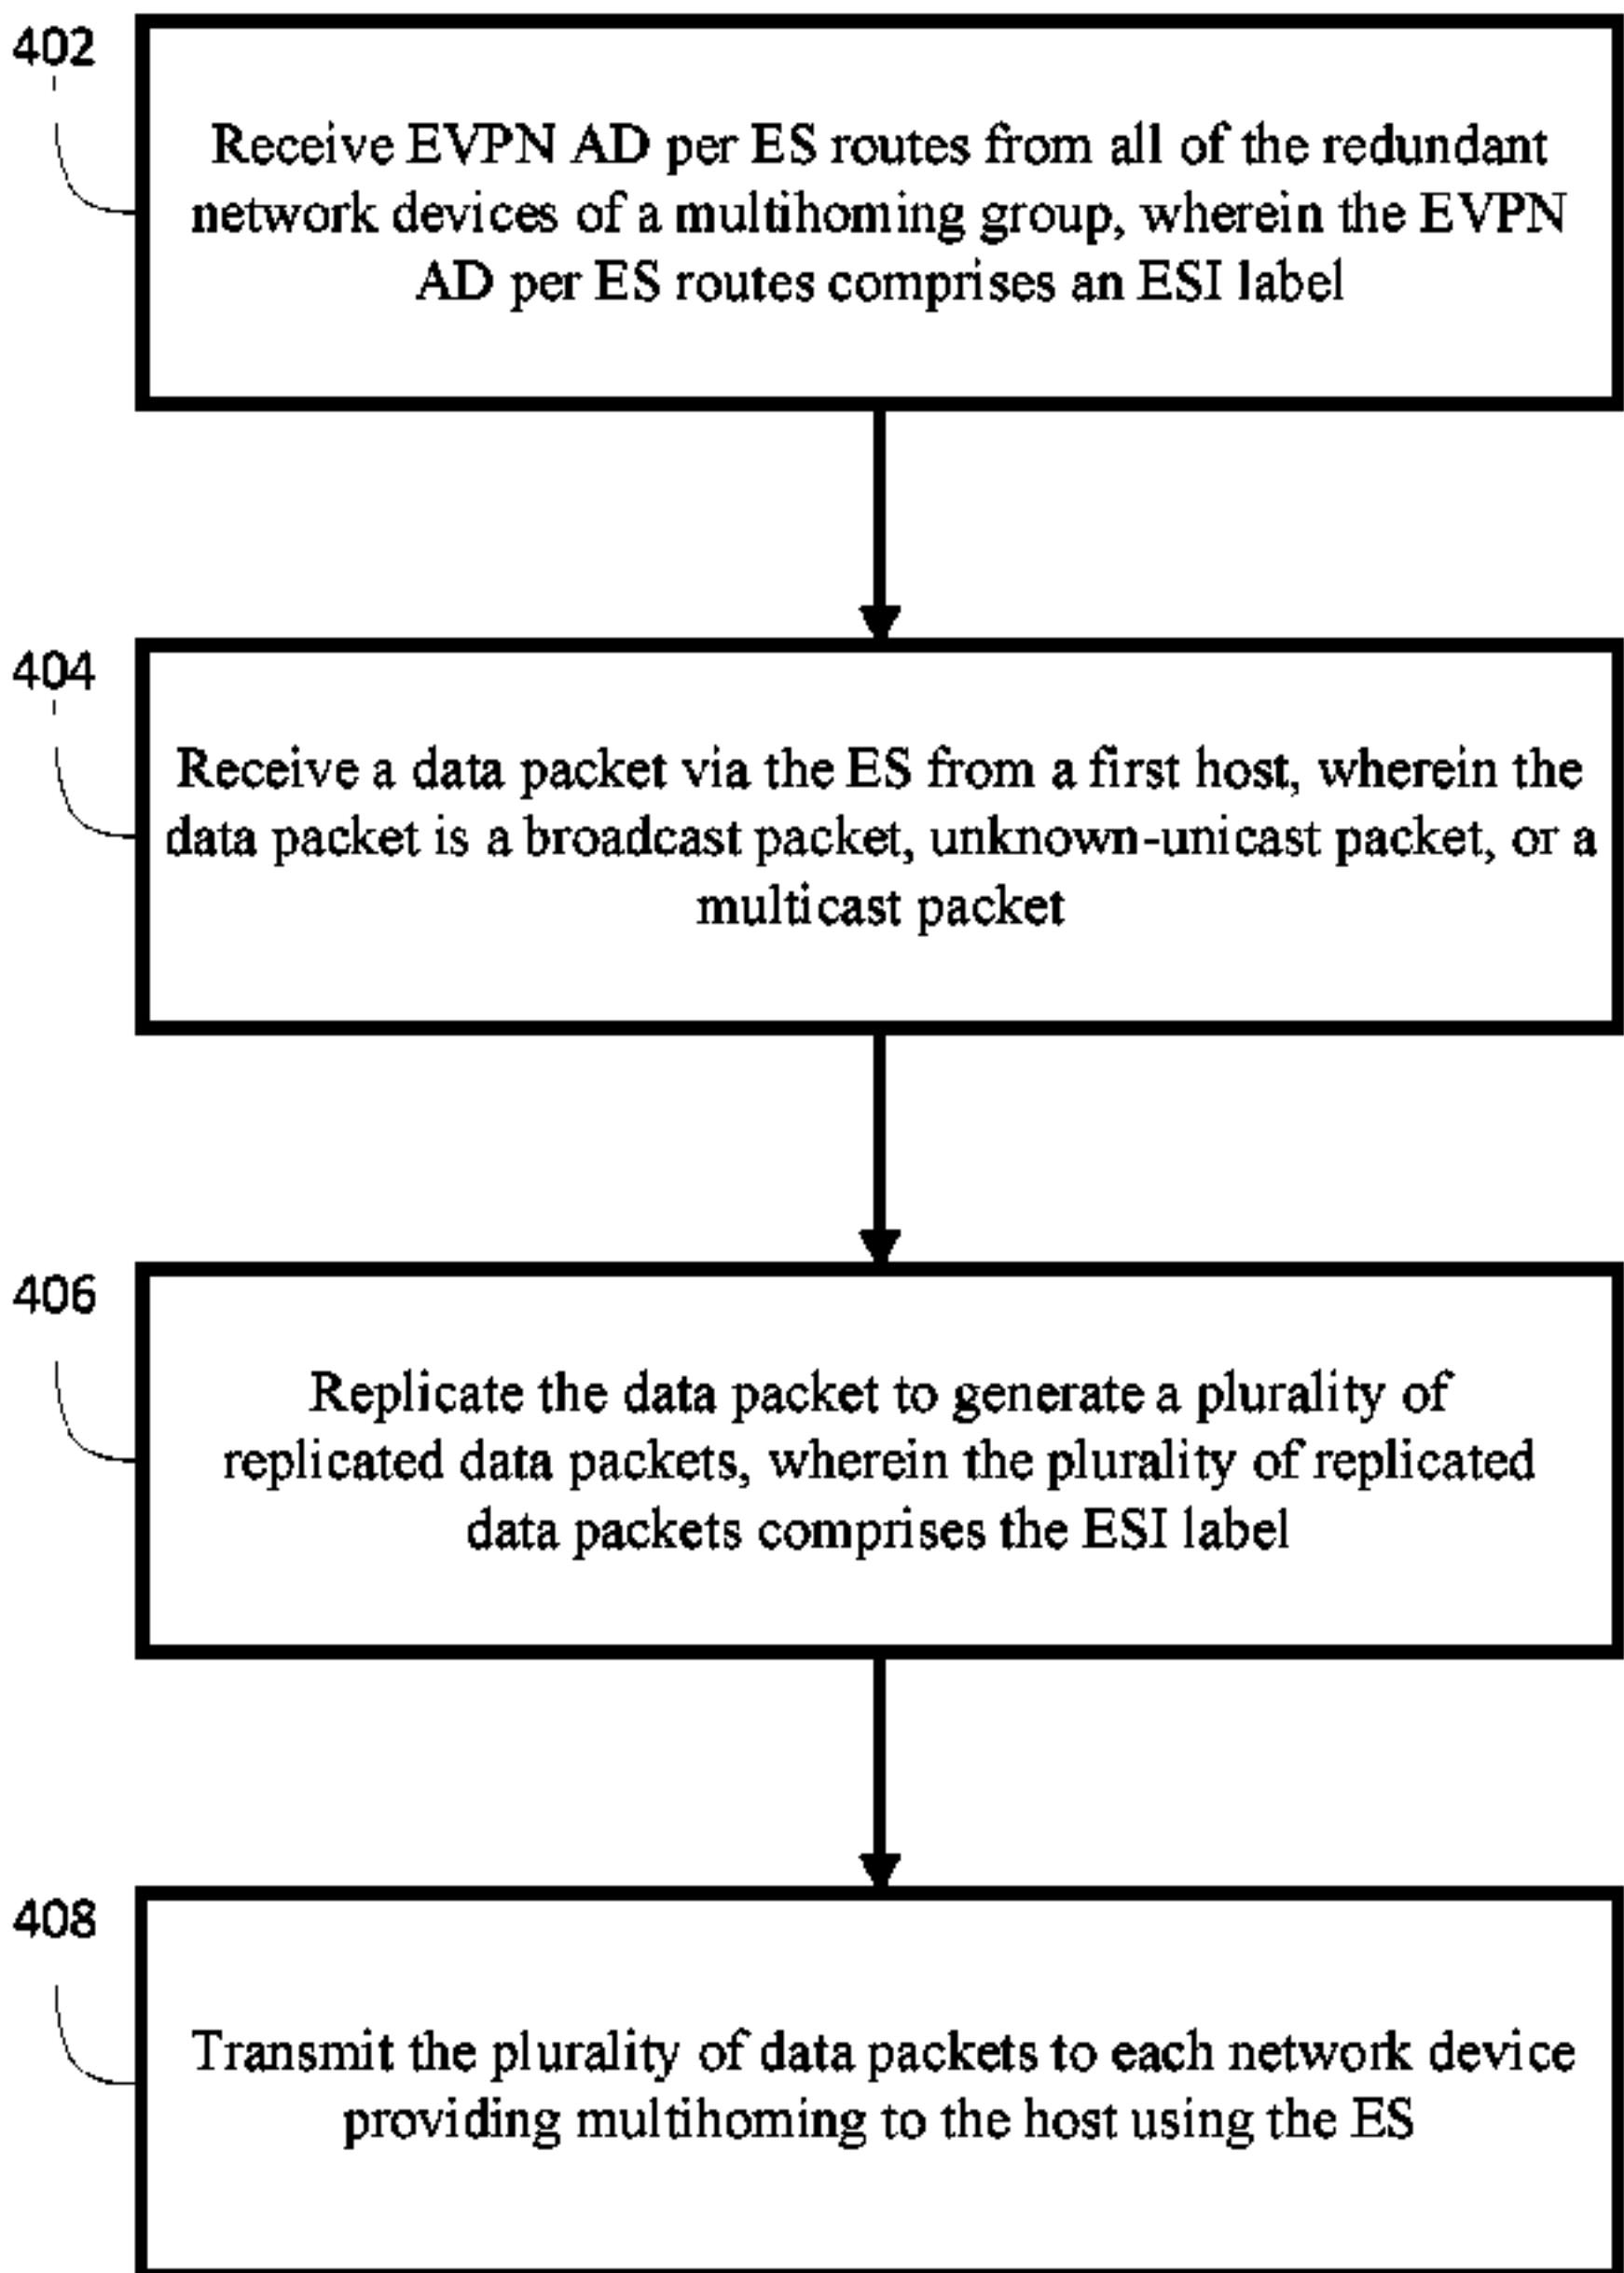 402
Receive EVPN AD per ES routes from all of the redundant
network devices of a multihoming group, wherein the EVPN
AD per ES routes comprises an ESI label
404
Receive a data packet via the ES from a first host, wherein the
data packet is a broadcast packet, unknown-unicast packet, or a
multicast packet
406
Replicate the data packet to generate a plurality of
replicated data packets, wherein the plurality of replicated
data packets comprises the ESI label
408
Transmit the plurality of data packets to each network device
providing multihoming to the host using the ES